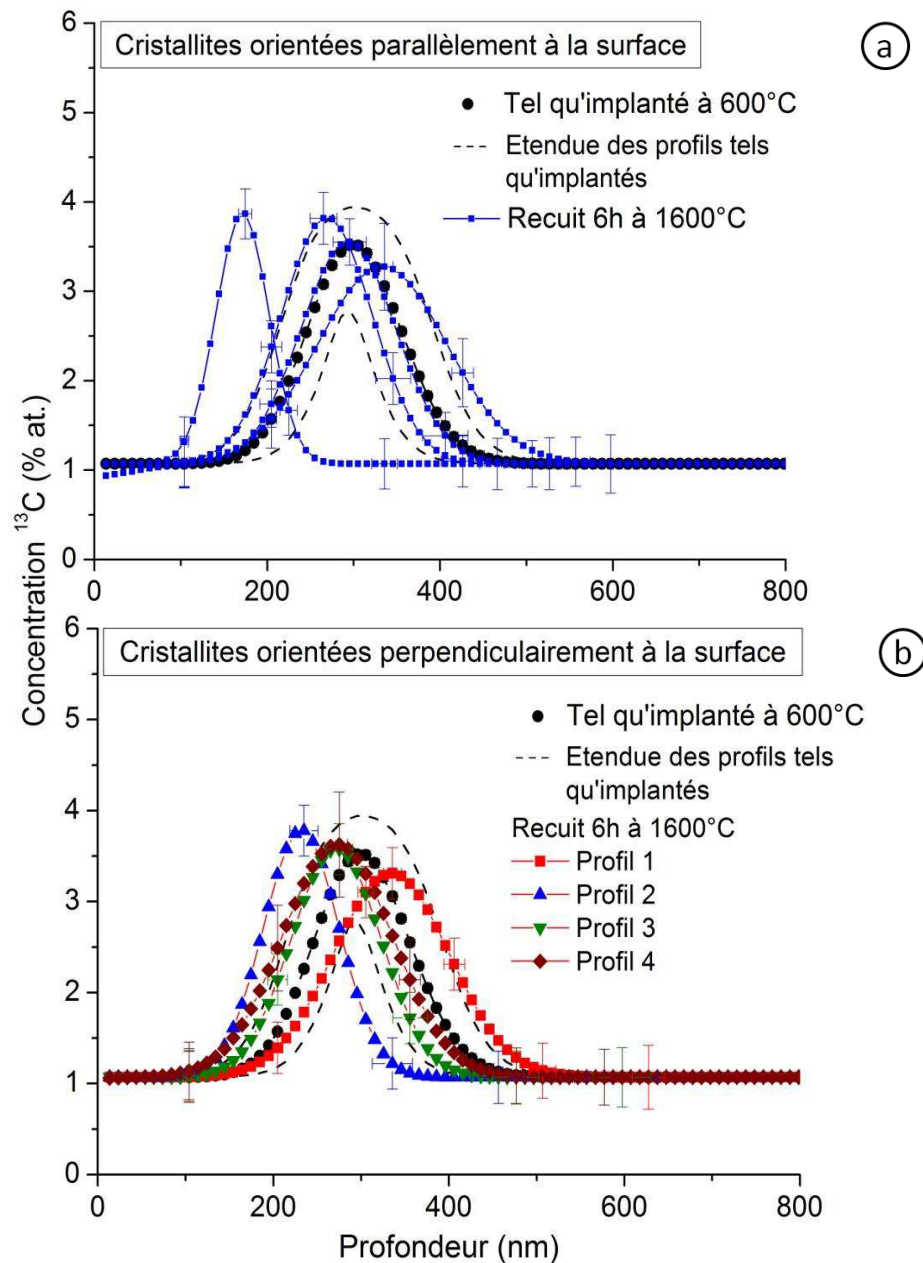 Cristallites orientées parallèlement à la surface
a
Tel qu'implanté à 600°C
Etendue des profils tels
qu'implantés
Recuit 6h à 1600°C
6
5
4
3
2
1
0
0 200 400 600 800
Concentration ¹³C (% at.)
Cristallites orientées perpendiculairement à la surface
b
Tel qu'implanté à 600°C
Etendue des profils tels
qu'implantés
Recuit 6h à 1600°C
Profil 1
Profil 2
Profil 3
Profil 4
6
5
4
3
2
1
0
0 200 400 600 800
Profondeur (nm)